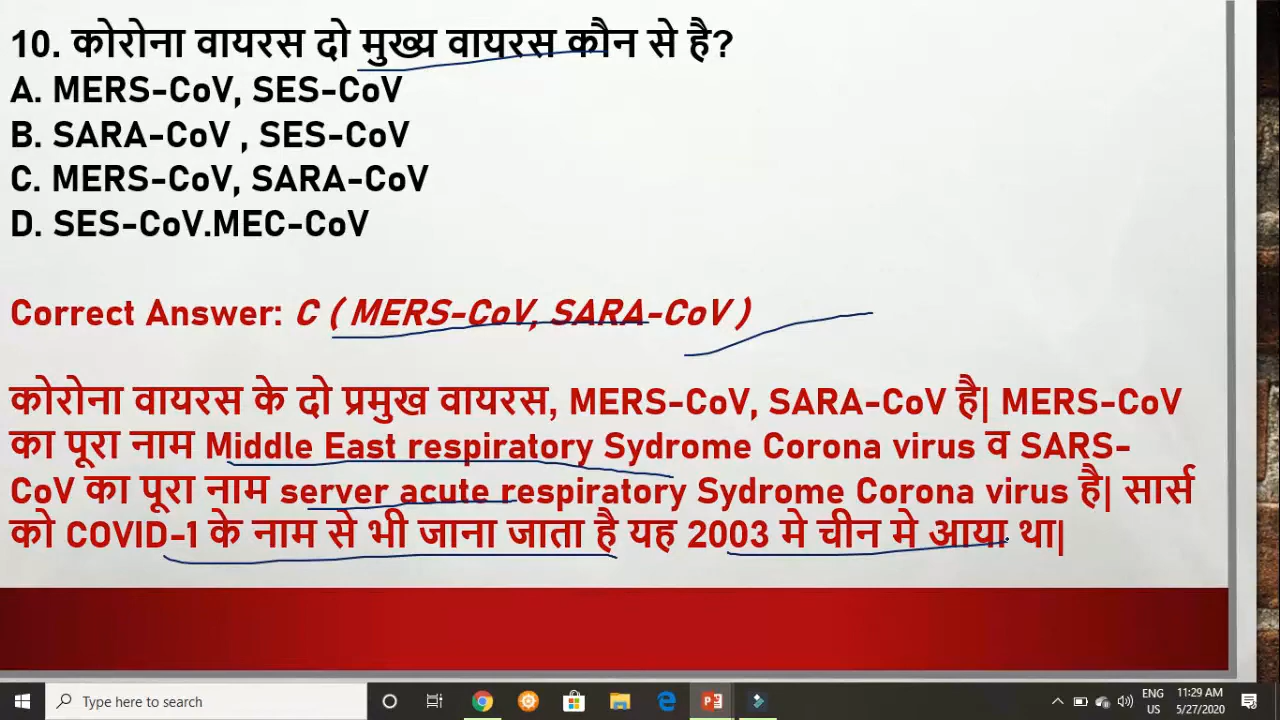 10. कोरोना वायरस दो मुख्य वायरस कौन से है?
A. MERS-CoV, SES-CoV
B. SARA-CoV , SES-CoV
C. MERS-CoV, SARA-CoV
D. SES-CoV.MEC-CoV
Correct Answer: C ( MERS-CoV, SARA-CoV )
कोरोना वायरस के दो प्रमुख वायरस, MERS-CoV, SARA-CoV है| MERS-CoV
का पूरा नाम Middle East respiratory Sydrome Corona virus व SARS-
CoV का पूरा नाम server acute respiratory Sydrome Corona virus है| सार्स
को COVID-1 के नाम से भी जाना जाता है यह 2003 मे चीन मे आया था|
Type here to search
ENG
US
11:29 AM
5/27/2020